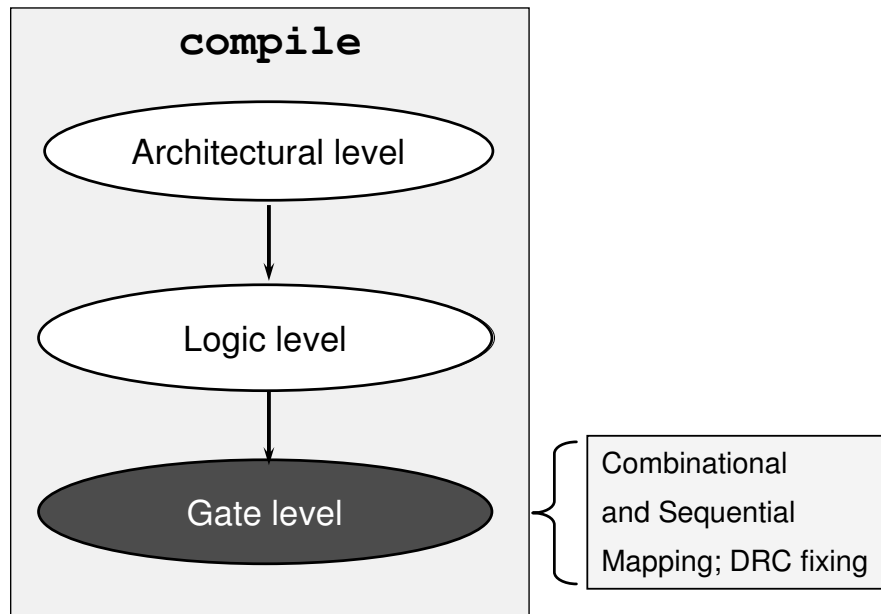 compile
Architectural level
Logic level
Gate level
Combinational
and Sequential
Mapping; DRC fixing